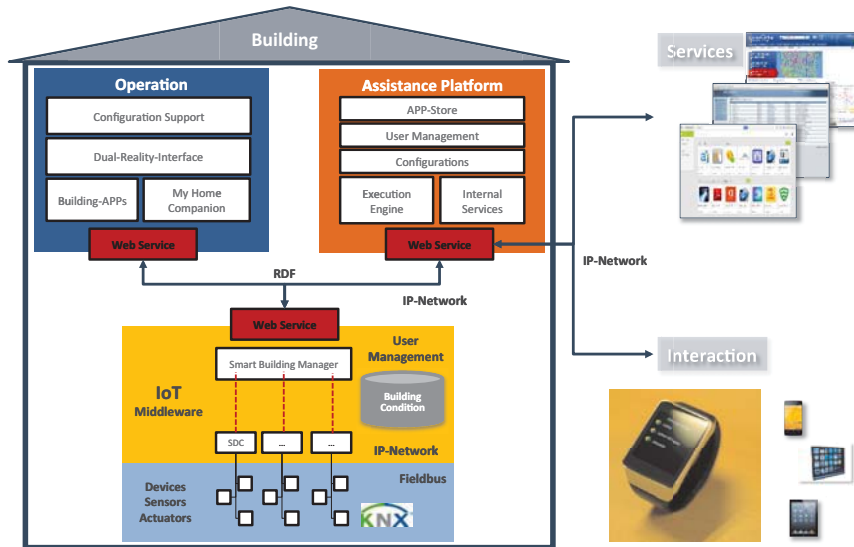 Building
Operation
Configuration Support
Dual-Reality-Interface
Building-APPs
My Home
Companion
Web Service
Assistance Platform
APP-Store
User Management
Configurations
Execution
Engine
Internal
Services
Web Service
RDF
IP-Network
Web Service
User
Management
Smart Building Manager
IoT
Middleware
Building
Condition
SDC
...
...
IP-Network
Devices
Sensors
Actuators
Fieldbus
KNX
Services
IP-Network
Interaction